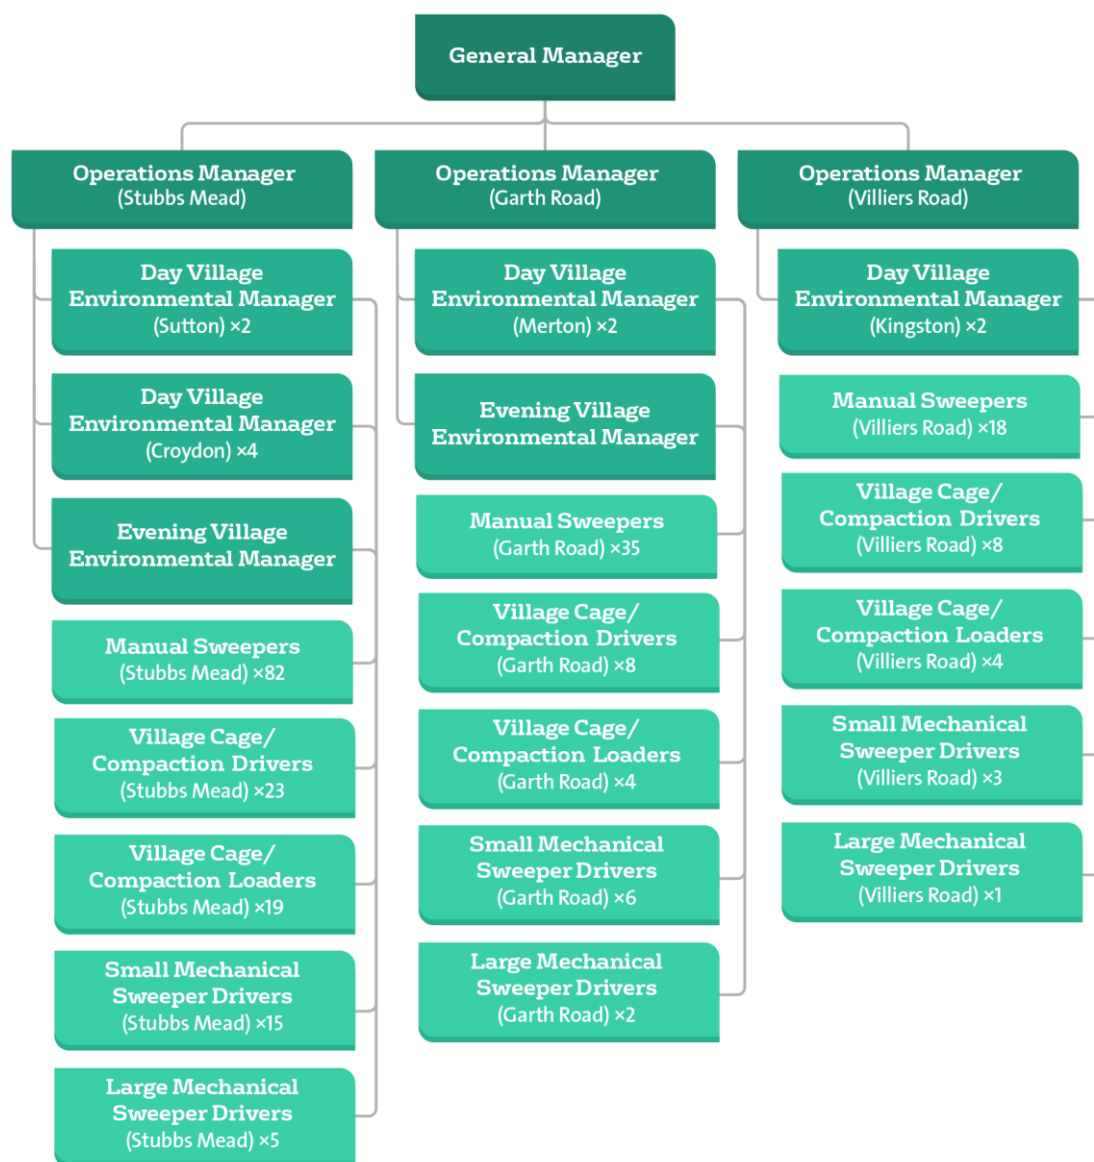 General Manager
Operations Manager
(Stubbs Mead)
Day Village
Environmental Manager
(Sutton) ×2
Day Village
Environmental Manager
(Croydon) ×4
Evening Village
Environmental Manager
Manual Sweepers
(Stubbs Mead) ×82
Village Cage/
Compaction Drivers
(Stubbs Mead) ×23
Village Cage/
Compaction Loaders
(Stubbs Mead) ×19
Small Mechanical
Sweeper Drivers
(Stubbs Mead) ×15
Large Mechanical
Sweeper Drivers
(Stubbs Mead) ×5
Operations Manager
(Garth Road)
Day Village
Environmental Manager
(Merton) ×2
Evening Village
Environmental Manager
Manual Sweepers
(Garth Road) ×35
Village Cage/
Compaction Drivers
(Garth Road) ×8
Village Cage/
Compaction Loaders
(Garth Road) ×4
Small Mechanical
Sweeper Drivers
(Garth Road) ×6
Large Mechanical
Sweeper Drivers
(Garth Road) ×2
Operations Manager
(Villiers Road)
Day Village
Environmental Manager
(Kingston) ×2
Manual Sweepers
(Villiers Road) ×18
Village Cage/
Compaction Drivers
(Villiers Road) ×8
Village Cage/
Compaction Loaders
(Villiers Road) ×4
Small Mechanical
Sweeper Drivers
(Villiers Road) ×3
Large Mechanical
Sweeper Drivers
(Villiers Road) ×1